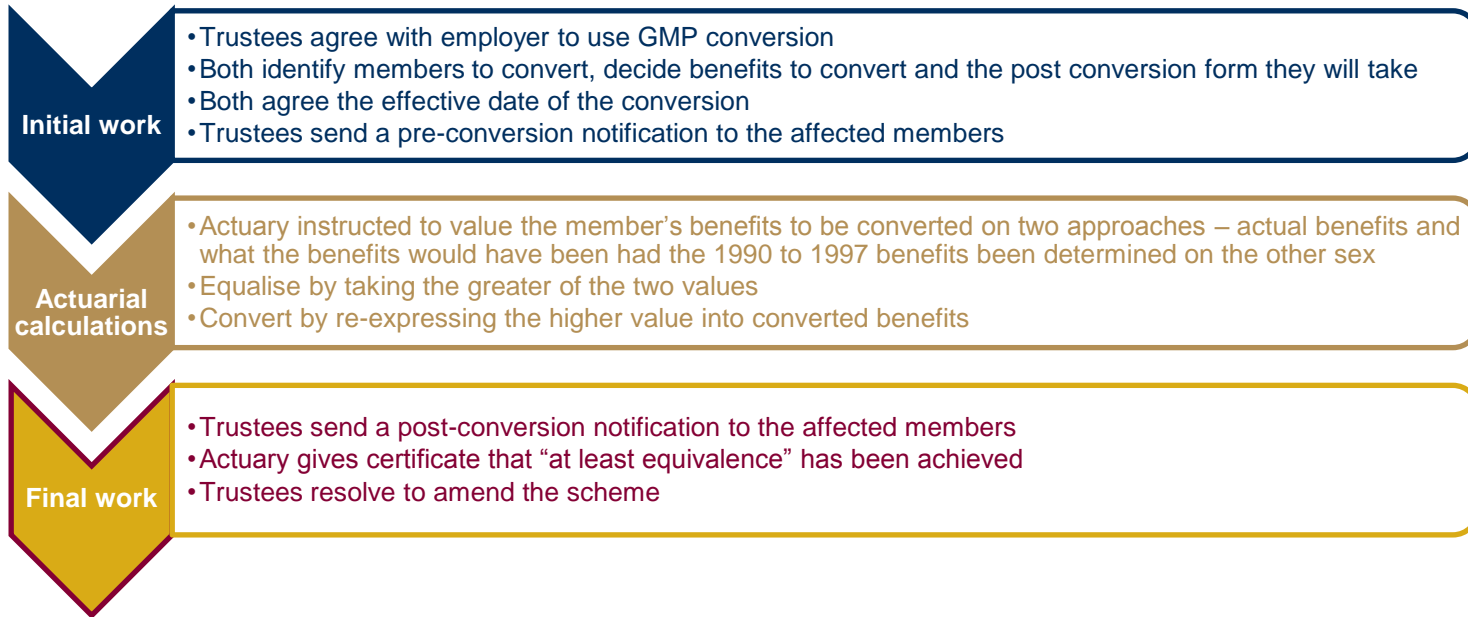 Initial work
•Trustees agree with employer to use GMP conversion
•Both identify members to convert, decide benefits to convert and the post conversion form they will take
•Both agree the effective date of the conversion
•Trustees send a pre-conversion notification to the affected members
Actuarial
calculations
•Actuary instructed to value the member’s benefits to be converted on two approaches – actual benefits and
what the benefits would have been had the 1990 to 1997 benefits been determined on the other sex
•Equalise by taking the greater of the two values
•Convert by re-expressing the higher value into converted benefits
Final work
•Trustees send a post-conversion notification to the affected members
•Actuary gives certificate that “at least equivalence” has been achieved
•Trustees resolve to amend the scheme